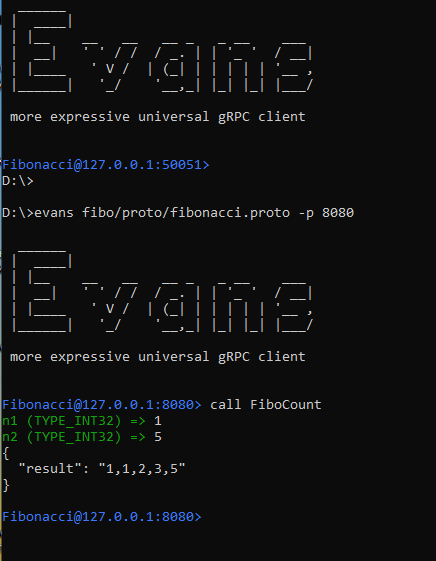 Evans
more expressive universal gRPC client
Fibonacci@127.0.0.1:50051>
D:\>
D:\>evans fibo/proto/fibonacci.proto -p 8080
Evans
more expressive universal gRPC client
Fibonacci@127.0.0.1:8080> call FiboCount
n1 (TYPE_INT32) => 1
n2 (TYPE_INT32) => 5
{
  "result": "1,1,2,3,5"
}
Fibonacci@127.0.0.1:8080>